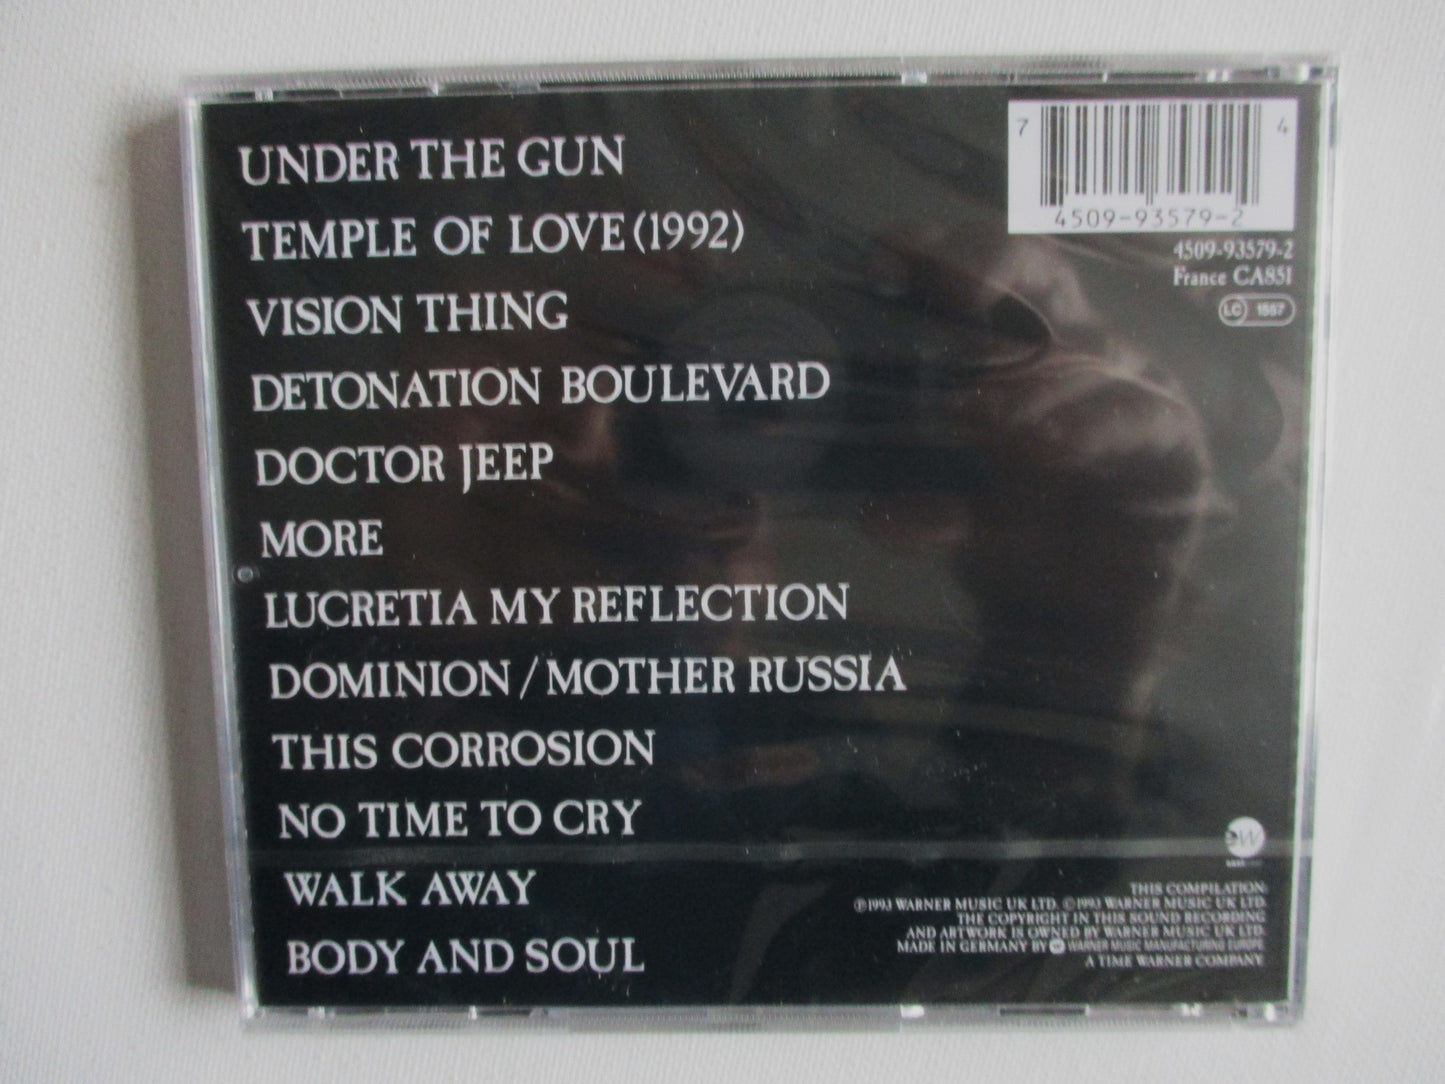 UNDER THE GUN
TEMPLE OF LOVE (1992)
VISION THING
DETONATION BOULEVARD
DOCTOR JEEP
MORE
LUCRETIA MY REFLECTION
DOMINION / MOTHER RUSSIA
THIS CORROSION
NO TIME TO CRY
WALK AWAY
BODY AND SOUL
7 4
4509-93579-2
4509-93579-2
France CA851
LC 1557
ew
THIS COMPILATION:
℗1993 WARNER MUSIC UK LTD. ©1993 WARNER MUSIC UK LTD.
THE COPYRIGHT IN THIS SOUND RECORDING
AND ARTWORK IS OWNED BY WARNER MUSIC UK LTD.
MADE IN GERMANY BY WARNER MUSIC MANUFACTURING EUROPE
A TIME WARNER COMPANY